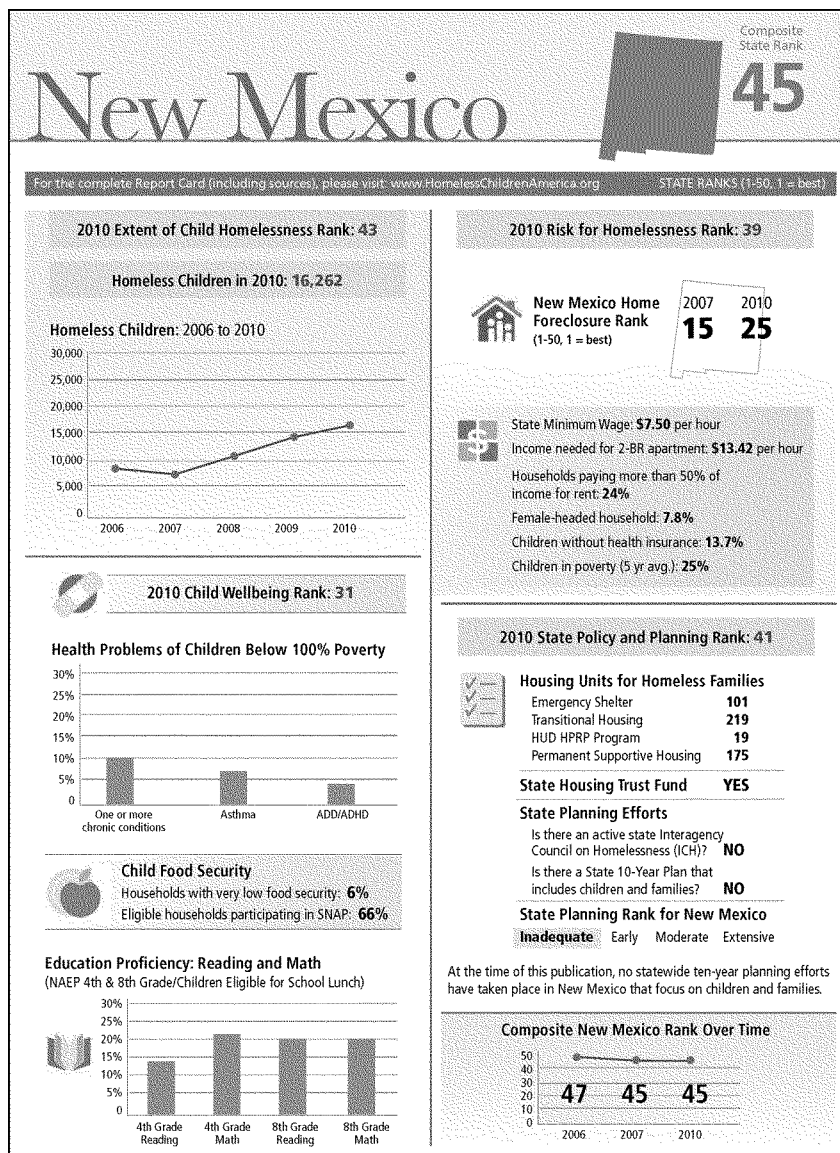 New Mexico
Composite
State Rank
45
For the complete Report Card (including sources), please visit: www.HomelessChildrenAmerica.org
STATE RANKS (1-50, 1 = best)
2010 Extent of Child Homelessness Rank: 43
Homeless Children in 2010: 16,262
Homeless Children: 2006 to 2010
30,000
25,000
20,000
15,000
10,000
5,000
0
2006 2007 2008 2009 2010
2010 Child Wellbeing Rank: 31
Health Problems of Children Below 100% Poverty
30%
25%
20%
15%
10%
5%
0
One or more
chronic conditions
Asthma
ADD/ADHD
Child Food Security
Households with very low food security: 6%
Eligible households participating in SNAP: 66%
Education Proficiency: Reading and Math
(NAEP 4th & 8th Grade/Children Eligible for School Lunch)
30%
25%
20%
15%
10%
5%
0
4th Grade
Reading
4th Grade
Math
8th Grade
Reading
8th Grade
Math
2010 Risk for Homelessness Rank: 39
New Mexico Home
Foreclosure Rank
(1-50, 1 = best)
2007 2010
15 25
$
State Minimum Wage: $7.50 per hour
Income needed for 2-BR apartment: $13.42 per hour
Households paying more than 50% of
income for rent: 24%
Female-headed household: 7.8%
Children without health insurance: 13.7%
Children in poverty (5 yr avg.): 25%
2010 State Policy and Planning Rank: 41
Housing Units for Homeless Families
Emergency Shelter 101
Transitional Housing 219
HUD HPRP Program 19
Permanent Supportive Housing 175
State Housing Trust Fund YES
State Planning Efforts
Is there an active state Interagency
Council on Homelessness (ICH)? NO
Is there a State 10-Year Plan that
includes children and families? NO
State Planning Rank for New Mexico
Inadequate Early Moderate Extensive
At the time of this publication, no statewide ten-year planning efforts
have taken place in New Mexico that focus on children and families.
Composite New Mexico Rank Over Time
50
40
30
20
10
0
47 45 45
2006 2007 2010